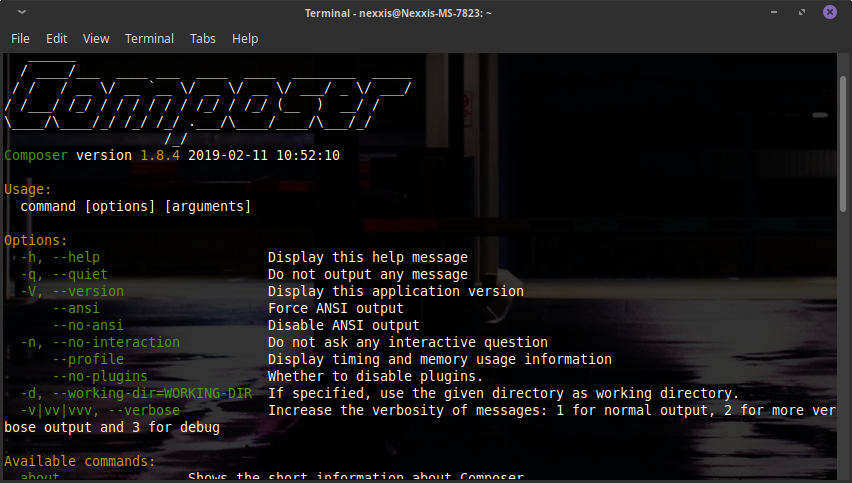 Terminal - nexxis@Nexxis-MS-7823: ~
File Edit View Terminal Tabs Help
Composer
Composer version 1.8.4 2019-02-11 10:52:10
Usage:
command [options] [arguments]
Options:
-h, --help Display this help message
-q, --quiet Do not output any message
-V, --version Display this application version
--ansi Force ANSI output
--no-ansi Disable ANSI output
-n, --no-interaction Do not ask any interactive question
--profile Display timing and memory usage information
--no-plugins Whether to disable plugins.
-d, --working-dir=WORKING-DIR If specified, use the given directory as working directory.
-v|vv|vvv, --verbose Increase the verbosity of messages: 1 for normal output, 2 for more ver
bose output and 3 for debug
Available commands:
about Shows the short information about Composer